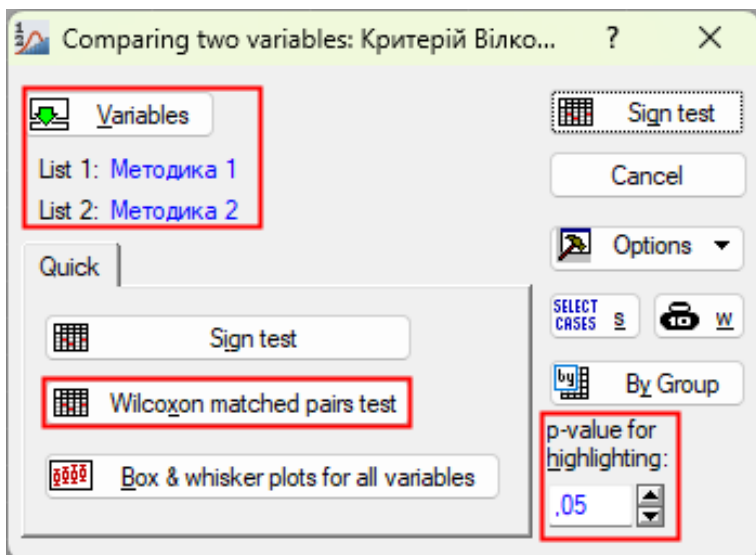 Comparing two variables: Критерій Вілко... ? ×
Variables
List 1: Методика 1
List 2: Методика 2
Quick
Sign test
Wilcoxon matched pairs test
Box & whisker plots for all variables
Sign test
Cancel
Options
SELECT CASES S
W
By Group
p-value for
highlighting:
.05